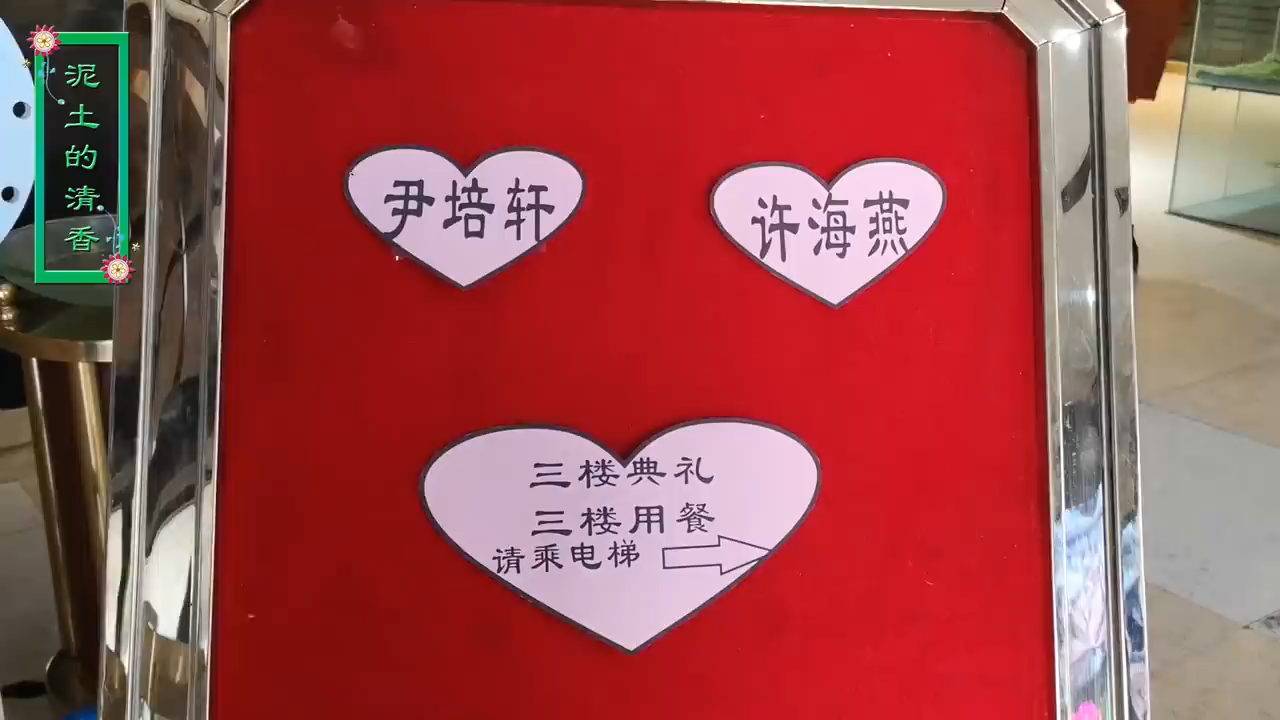 泥土的清香
尹培轩
许海燕
三楼典礼
三楼用餐
请乘电梯